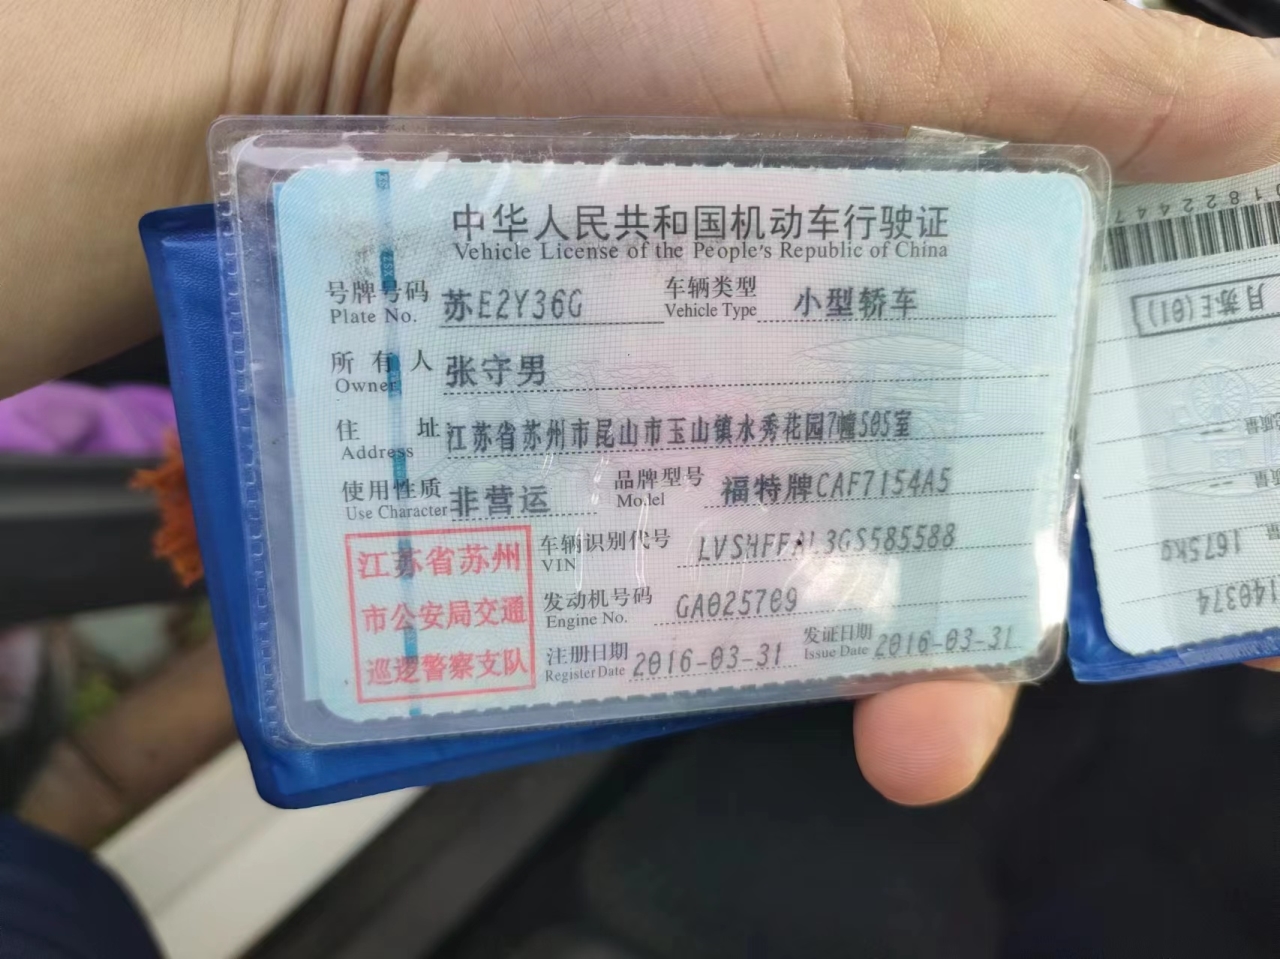 中华人民共和国机动车行驶证
Vehicle License of the People's Republic of China
号牌号码 苏E2Y36G 车辆类型 小型轿车
Plate No. Vehicle Type
所有人 张守男
Owner
住址 江苏省苏州市昆山市玉山镇水秀花园7幢505室
Address
使用性质 非营运 品牌型号 福特牌CAF7154A5
Use Character Model
江苏省苏州
市公安局交通
巡逻警察支队
车辆识别代号
VIN
发动机号码 GA025709
Engine No.
注册日期 2016-03-31 发证日期 2016-03-31
Register Date Issue Date
苏E(01)
1675kg
140374